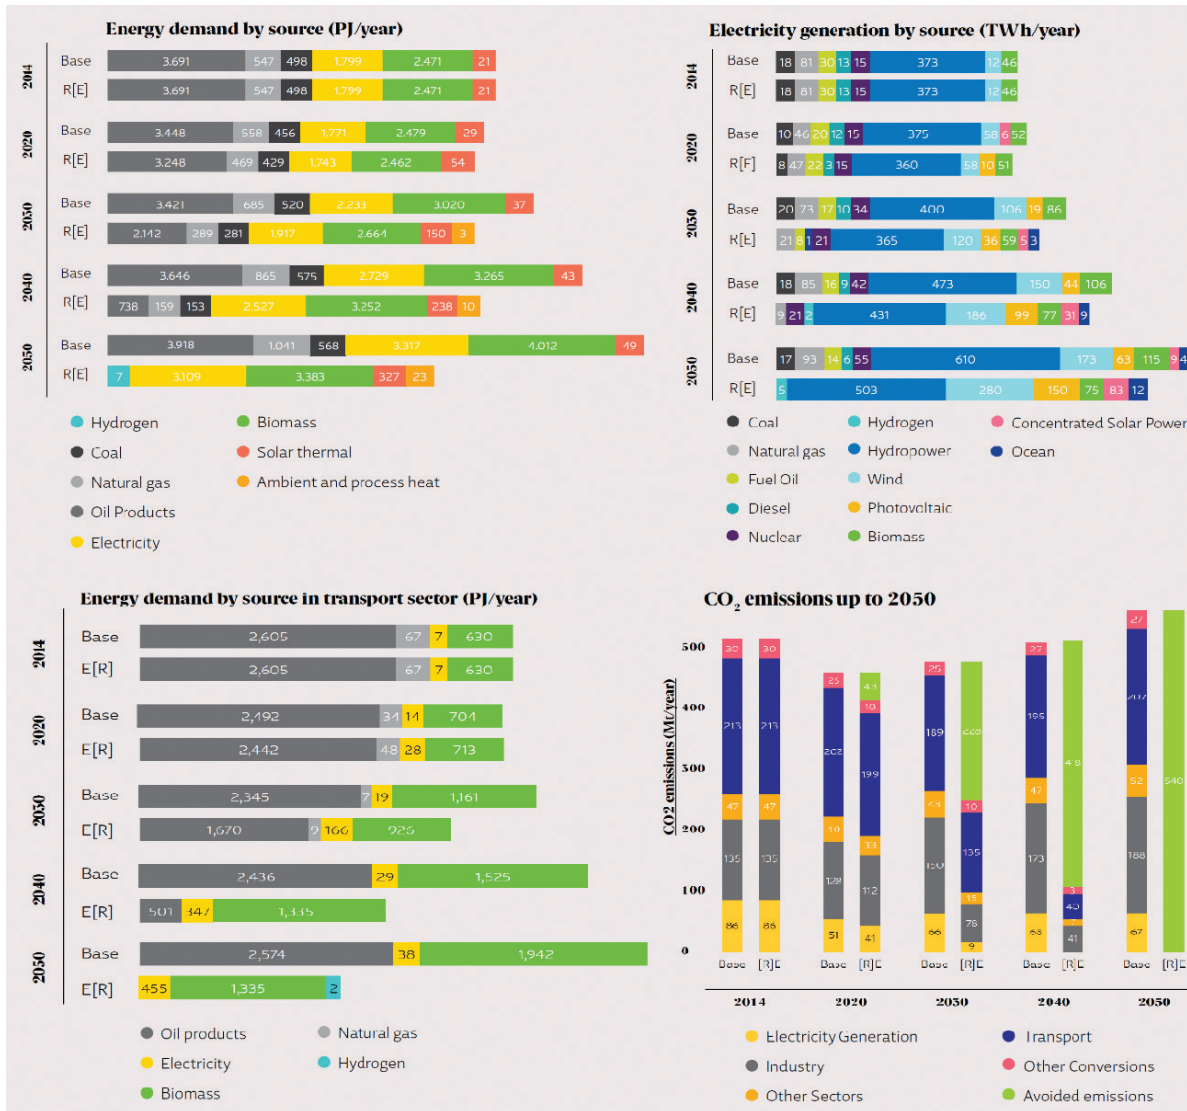 Energy demand by source (PJ/year)
2014
Base 3.691 547 498 1.799 2.471 21
R[E] 3.691 547 498 1.799 2.471 21
2020
Base 3.448 558 456 1.771 2.479 29
R[E] 3.248 469 429 1.743 2.462 54
2030
Base 3.421 685 520 2.233 3.020 37
R[E] 2.142 289 281 1.917 2.664 150 3
2040
Base 3.646 865 575 2.729 3.265 43
R[E] 738 159 153 2.527 3.252 238 10
2050
Base 3.918 1.041 568 3.317 4.012 49
R[E] 7 3.109 3.383 327 23
Hydrogen Biomass
Coal Solar thermal
Natural gas Ambient and process heat
Oil Products
Electricity
Electricity generation by source (TWh/year)
2014
Base 18 81 30 13 15 373 12 46
R[E] 18 81 30 13 15 373 12 46
2020
Base 10 46 20 12 15 375 58 6 52
R[E] 8 47 22 3 15 360 58 10 51
2030
Base 20 73 17 10 34 400 106 19 86
R[E] 21 8 1 21 365 120 36 59 5 3
2040
Base 18 85 16 9 42 473 150 44 106
R[E] 9 21 2 431 186 99 77 31 9
2050
Base 17 93 14 6 55 610 173 63 115 9 4
R[E] 5 503 280 150 75 83 12
Coal Hydrogen Concentrated Solar Power
Natural gas Hydropower Ocean
Fuel Oil Wind
Diesel Photovoltaic
Nuclear Biomass
Energy demand by source in transport sector (PJ/year)
2014
Base 2,605 67 7 630
E[R] 2,605 67 7 630
2020
Base 2,492 34 14 704
E[R] 2,442 48 28 713
2030
Base 2,345 7 19 1,161
E[R] 1,670 9 166 926
2040
Base 2,436 29 1,525
E[R] 501 347 1,335
2050
Base 2,574 38 1,942
E[R] 455 1,335 2
Oil products Natural gas
Electricity Hydrogen
Biomass
CO2 emissions up to 2050
CO2 emissions (Mt/year)
500
400
300
200
100
0
30 213 47 135 86
30 213 47 135 86
25 202 128 51
43 10 199 33 112 41
25 189 43 150 66
228 10 135 15 78 9
27 195 47 173 65
418 3 40 7 41
27 207 52 188 67
540
Base [R]E Base [R]E Base [R]E Base [R]E Base [R]E
2014 2020 2030 2040 2050
Electricity Generation Transport
Industry Other Conversions
Other Sectors Avoided emissions